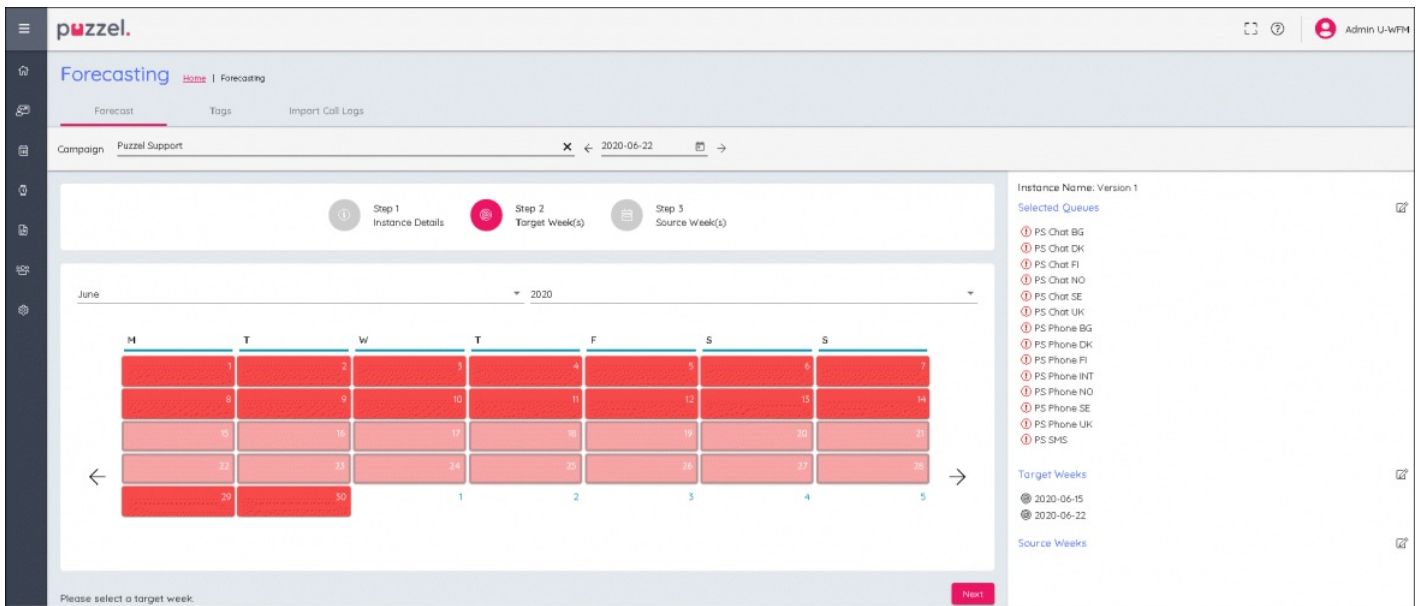 puzzel.
Admin U-WFM
Forecasting Home | Forecasting
Forecast Tags Import Call Logs
Campaign Puzzel Support 2020-06-22
Step 1
Instance Details
Step 2
Target Week(s)
Step 3
Source Week(s)
June 2020
M T W T F S S
1 2 3 4 5 6 7
8 9 10 11 12 13 14
15 16 17 18 19 20 21
22 23 24 25 26 27 28
29 30 1 2 3 4 5
Please select a target week.
Next
Instance Name: Version 1
Selected Queues
PS Chat BG
PS Chat DK
PS Chat FI
PS Chat NO
PS Chat SE
PS Chat UK
PS Phone BG
PS Phone DK
PS Phone FI
PS Phone INT
PS Phone NO
PS Phone SE
PS Phone UK
PS SMS
Target Weeks
2020-06-15
2020-06-22
Source Weeks